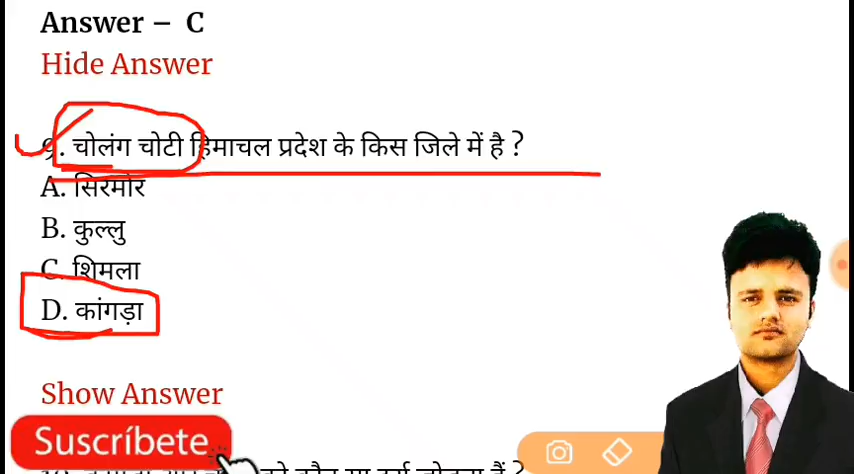 Answer – C
Hide Answer
9. चोलंग चोटी हिमाचल प्रदेश के किस जिले में है ?
A. सिरमौर
B. कुल्लु
C. शिमला
D. कांगड़ा
Show Answer
Suscríbete